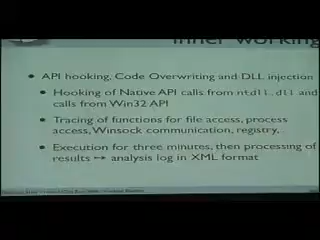 Inner working
• API hooking, Code Overwriting and DLL injection
• Hooking of Native API calls from ntdll.dll and
calls from Win32 API
• Tracing of functions for file access, process
access, Winsock communication, registry,
• Execution for three minutes, then processing of
results ↦ analysis log in XML format